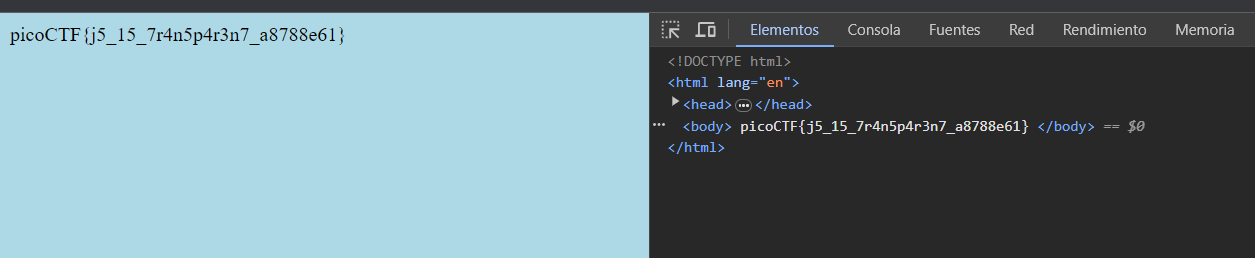 picoCTF{j5_15_7r4n5p4r3n7_a8788e61}
Elementos Consola Fuentes Red Rendimiento Memoria
<!DOCTYPE html>
<html lang="en">
<head> ••• </head>
••• <body> picoCTF{j5_15_7r4n5p4r3n7_a8788e61} </body> == $0
</html>